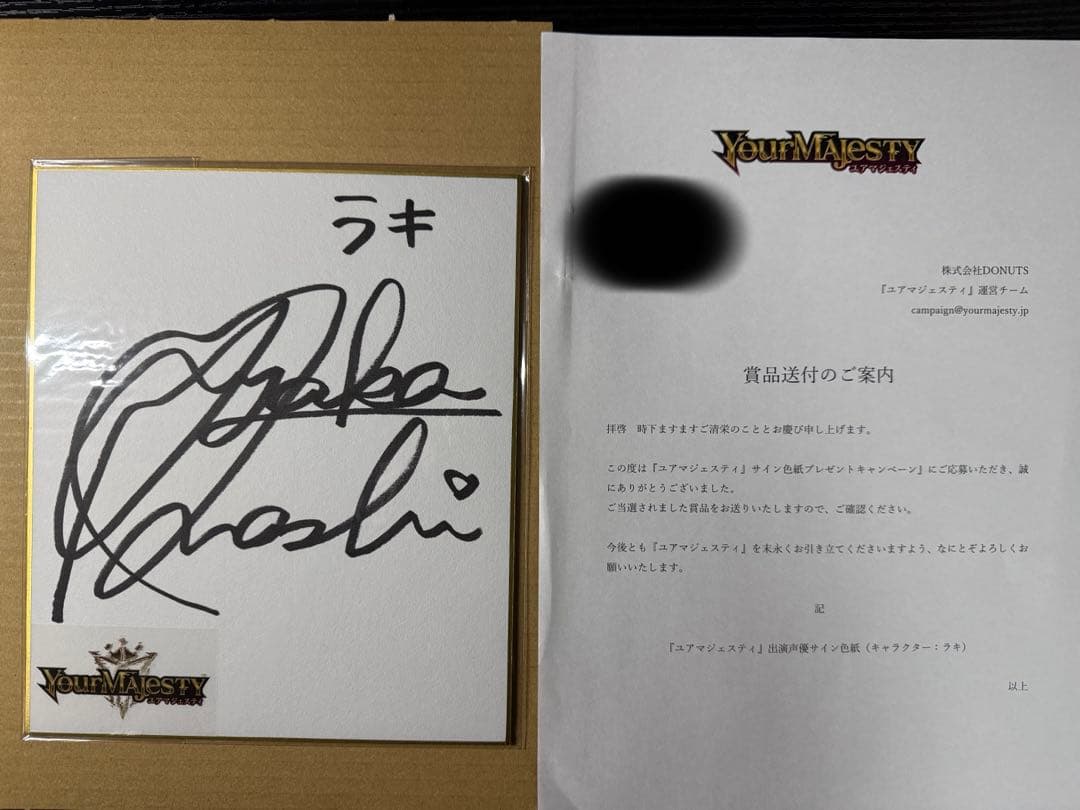 ラキ
Ayaka
Ohashi
YOURMAJESTY
ユアマジェスティ
YOURMAJESTY
ユアマジェスティ
株式会社DONUTS
『ユアマジェスティ』運営チーム
campaign@yourmajesty.jp
賞品送付のご案内
拝啓　時下ますますご清栄のこととお慶び申し上げます。
この度は『ユアマジェスティ』サイン色紙プレゼントキャンペーン』にご応募いただき、誠
にありがとうございました。
ご当選されました賞品をお送りいたしますので、ご確認ください。
今後とも『ユアマジェスティ』を末永くお引き立てくださいますよう、なにとぞよろしくお
願いいたします。
記
『ユアマジェスティ』出演声優サイン色紙（キャラクター：ラキ）
以上